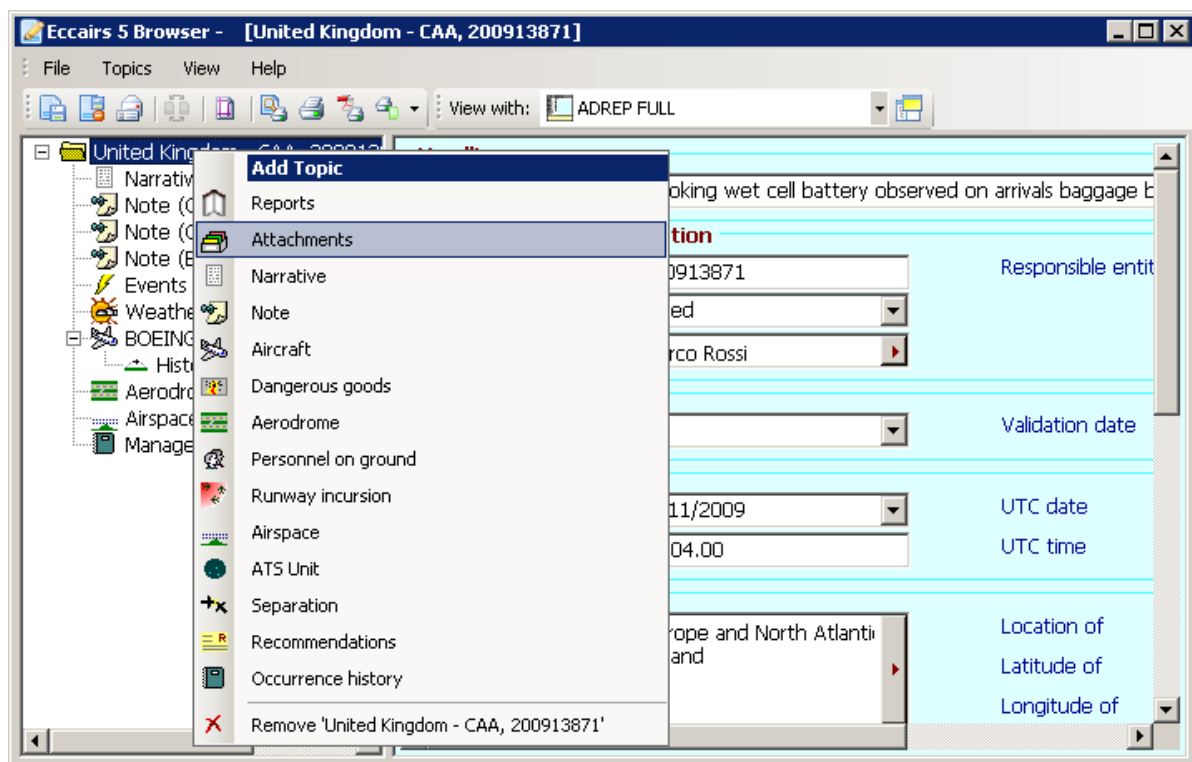 Eccairs 5 Browser - [United Kingdom - CAA, 200913871]
File Topics View Help
View with: ADREP FULL
United Kingdom - CAA, 
Add Topic
Reports
Attachments
Narrative
Note
Aircraft
Dangerous goods
Aerodrome
Personnel on ground
Runway incursion
Airspace
ATS Unit
Separation
Recommendations
Occurrence history
Remove 'United Kingdom - CAA, 200913871'
Narrativ
Note (
Note (
Note (E
Events
Weathe
BOEING
Hist
Aerodro
Airspace
Manage
oking wet cell battery observed on arrivals baggage b
tion
0913871
Responsible entit
ed
rco Rossi
Validation date
11/2009
UTC date
04.00
UTC time
rope and North Atlanti
and
Location of
Latitude of
Longitude of